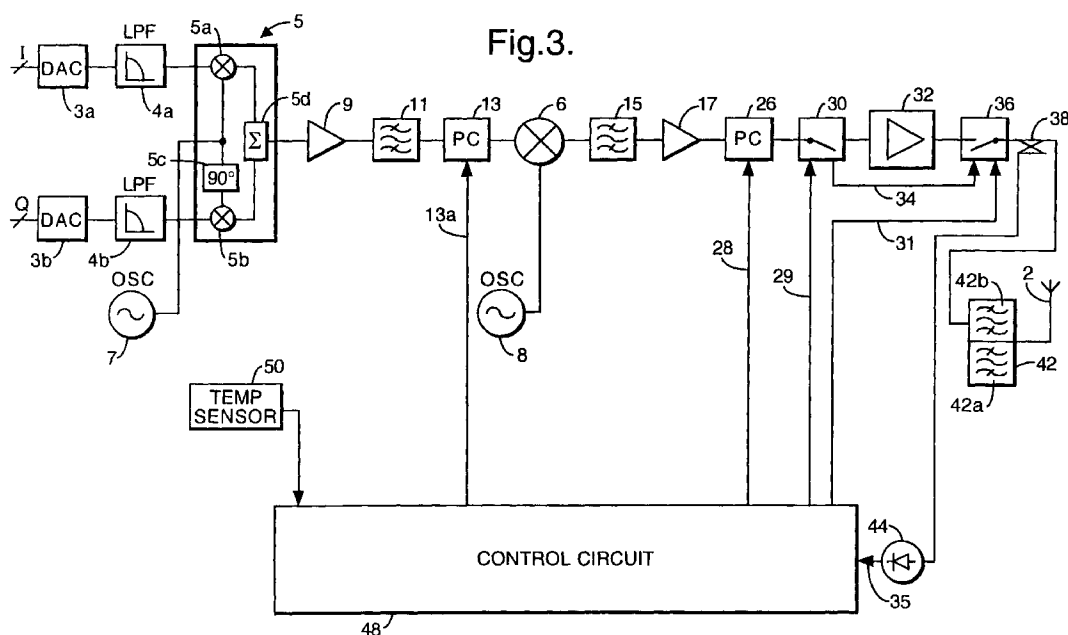 Fig.3.
I
DAC
3a
LPF
4a
5
5a
5d
Σ
5c
90°
5b
Q
DAC
3b
LPF
4b
OSC
7
9
11
13
PC
13a
6
OSC
8
15
17
26
PC
28
30
29
32
34
31
36
38
2
42b
42
42a
50
TEMP
SENSOR
CONTROL CIRCUIT
48
44
35